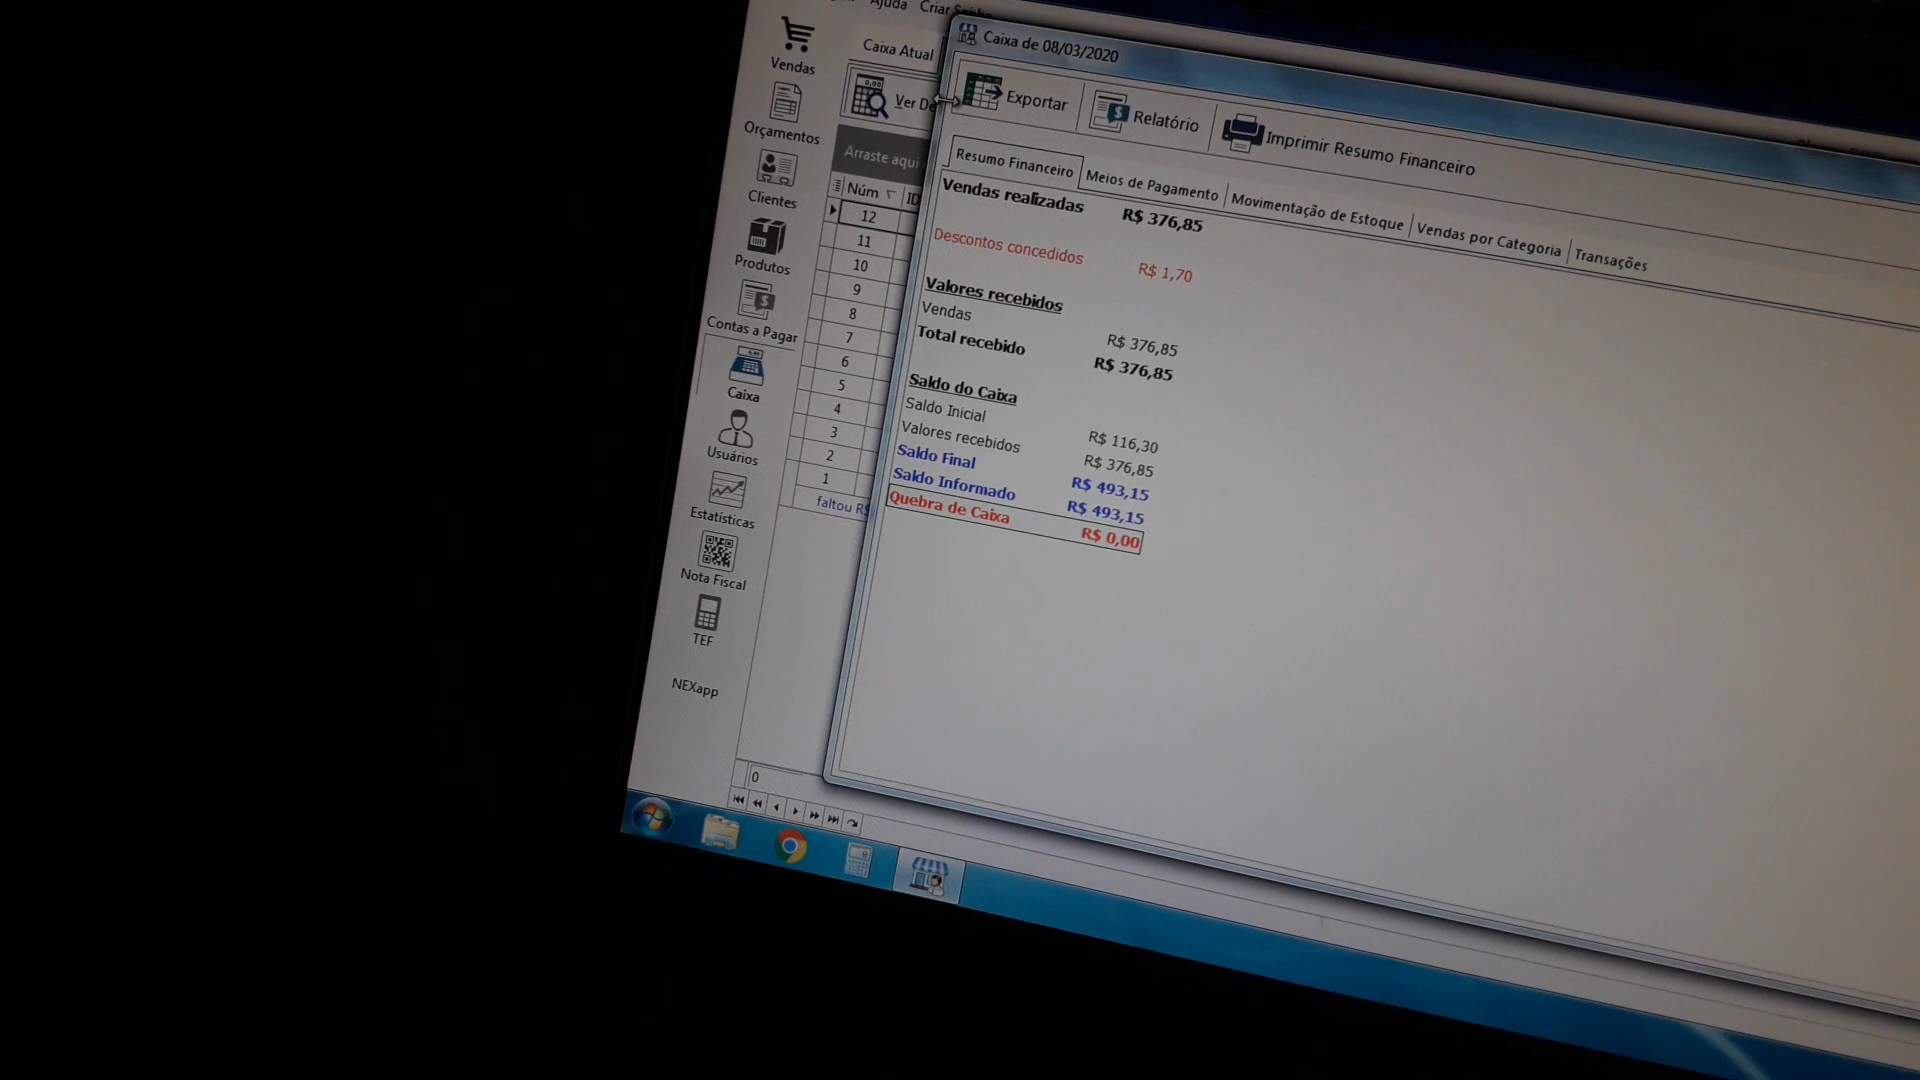 Ajuda Criar
Caixa de 08/03/2020
Vendas
Caixa Atual
Ver
Exportar
Relatório
Imprimir Resumo Financeiro
Orçamentos
Arraste aqui
Resumo Financeiro
Meios de Pagamento
Movimentação de Estoque
Vendas por Categoria
Transações
Clientes
Núm
ID
12
11
10
9
8
7
6
5
4
3
2
1
faltou R$
Vendas realizadas R$ 376,85
Descontos concedidos R$ 1,70
Valores recebidos
Vendas R$ 376,85
Total recebido R$ 376,85
Saldo do Caixa
Saldo Inicial R$ 116,30
Valores recebidos R$ 376,85
Saldo Final R$ 493,15
Saldo Informado R$ 493,15
Quebra de Caixa R$ 0,00
Produtos
Contas a Pagar
Caixa
Usuários
Estatísticas
Nota Fiscal
TEF
NEXapp
0